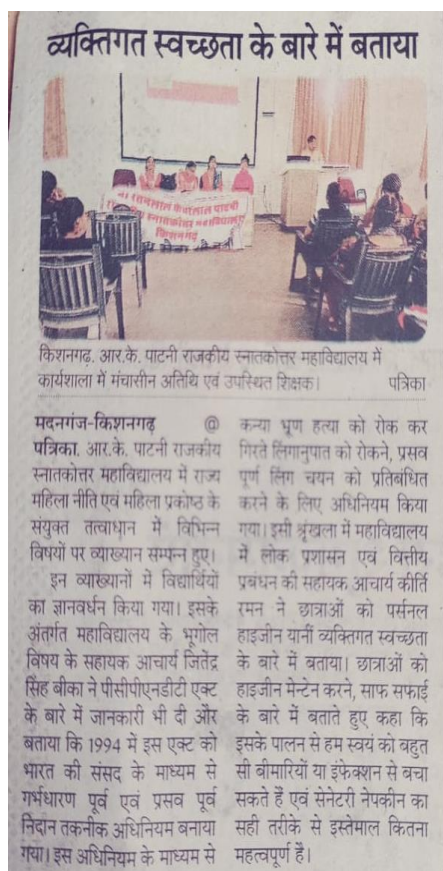 व्यक्तिगत स्वच्छता के बारे में बताया
किशनगढ़
किशनगढ़. आर.के. पाटनी राजकीय स्नातकोत्तर महाविद्यालय में
कार्यशाला में मंचासीन अतिथि एवं उपस्थित शिक्षक। पत्रिका
मदनगंज-किशनगढ़ @
पत्रिका. आर.के. पाटनी राजकीय
स्नातकोत्तर महाविद्यालय में राज्य
महिला नीति एवं महिला प्रकोष्ठ के
संयुक्त तत्वाधान में विभिन्न
विषयों पर व्याख्यान सम्पन्न हुए।
इन व्याख्यानों में विद्यार्थियों
का ज्ञानवर्धन किया गया। इसके
अंतर्गत महाविद्यालय के भूगोल
विषय के सहायक आचार्य जितेंद्र
सिंह बीका ने पीसीपीएनडीटी एक्ट
के बारे में जानकारी भी दी और
बताया कि 1994 में इस एक्ट को
भारत की संसद के माध्यम से
गर्भधारण पूर्व एवं प्रसव पूर्व
निदान तकनीक अधिनियम बनाया
गया। इस अधिनियम के माध्यम से
कन्या भ्रूण हत्या को रोक कर
गिरते लिंगानुपात को रोकने, प्रसव
पूर्ण लिंग चयन को प्रतिबंधित
करने के लिए अधिनियम किया
गया। इसी श्रृंखला में महाविद्यालय
में लोक प्रशासन एवं वित्तीय
प्रबंधन की सहायक आचार्य कीर्ति
रमन ने छात्राओं को पर्सनल
हाइजीन यानीं व्यक्तिगत स्वच्छता
के बारे में बताया। छात्राओं को
हाइजीन मेन्टेन करने, साफ सफाई
के बारे में बताते हुए कहा कि
इसके पालन से हम स्वयं को बहुत
सी बीमारियों या इंफेक्शन से बचा
सकते हैं एवं सेनेटरी नेपकीन का
सही तरीके से इस्तेमाल कितना
महत्वपूर्ण है।